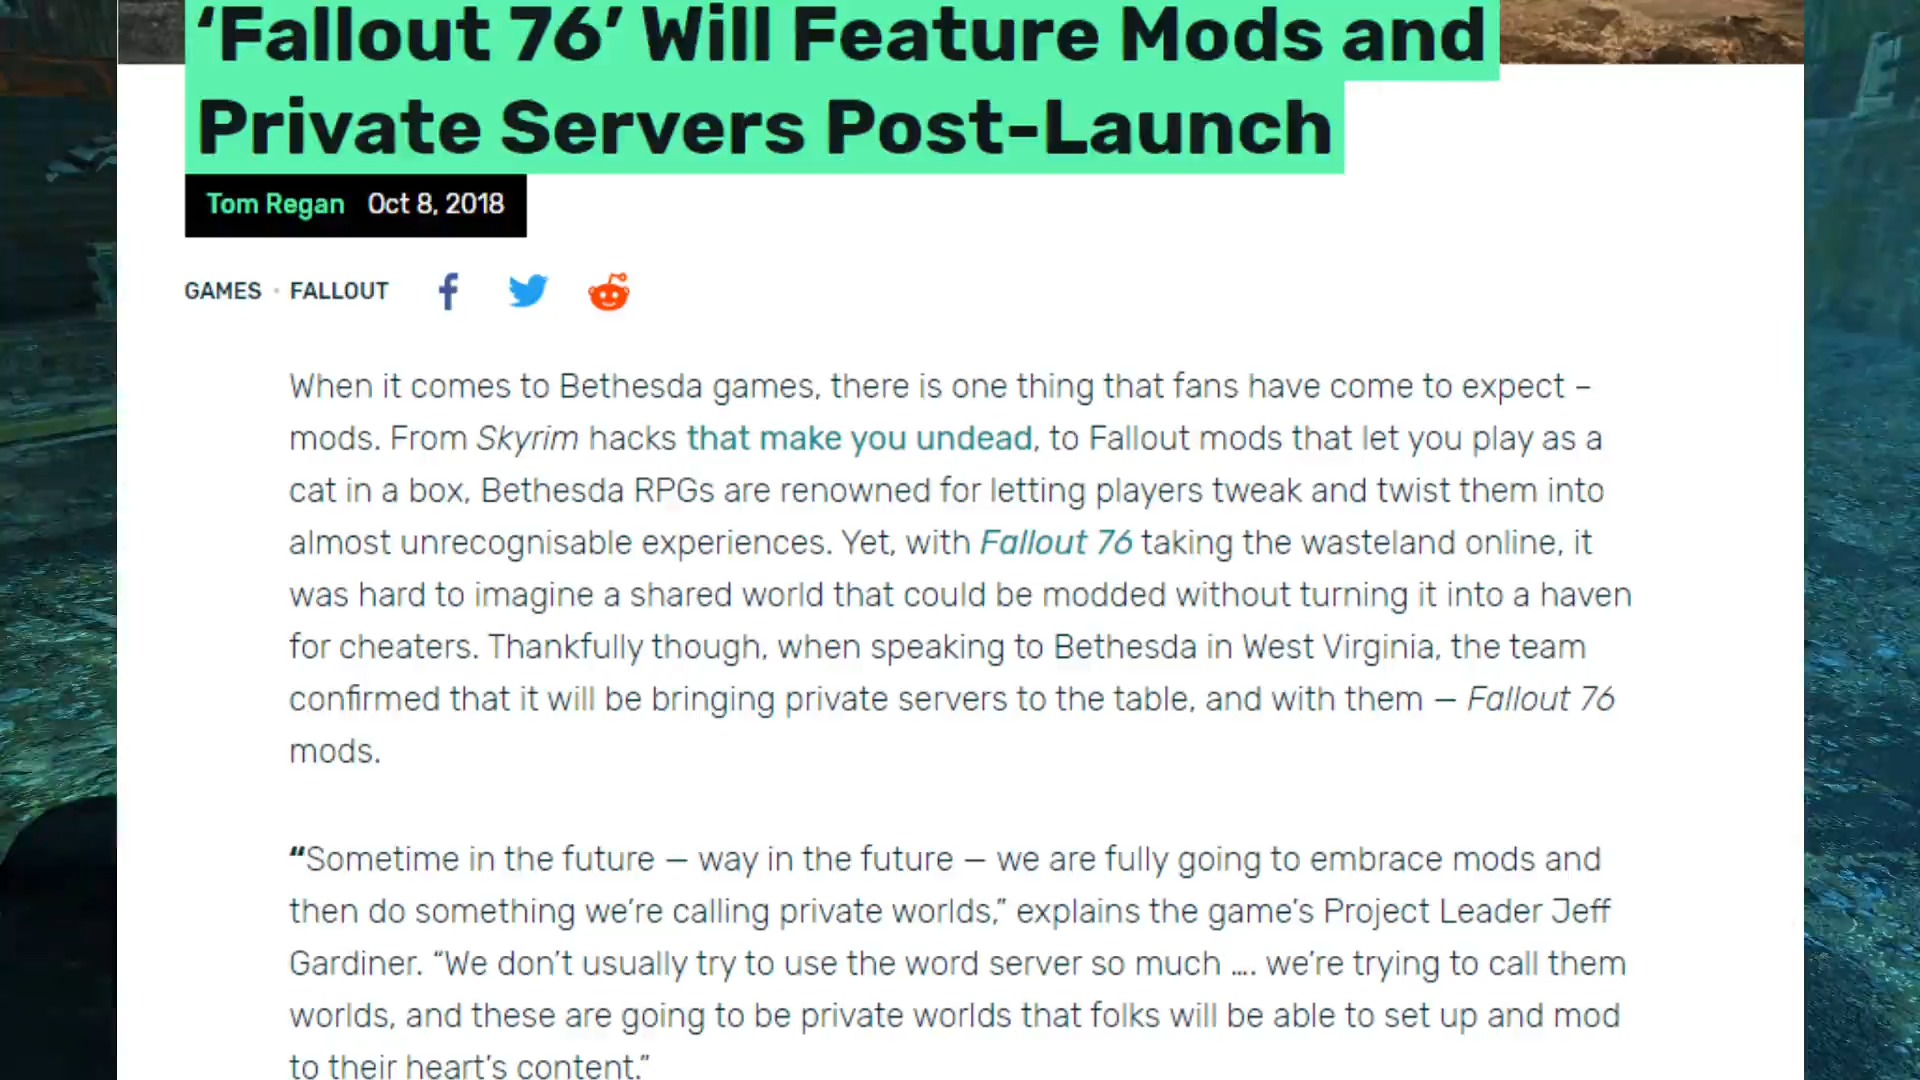 ‘Fallout 76’ Will Feature Mods and
Private Servers Post-Launch
Tom Regan Oct 8, 2018
GAMES • FALLOUT
When it comes to Bethesda games, there is one thing that fans have come to expect –
mods. From Skyrim hacks that make you undead, to Fallout mods that let you play as a
cat in a box, Bethesda RPGs are renowned for letting players tweak and twist them into
almost unrecognisable experiences. Yet, with Fallout 76 taking the wasteland online, it
was hard to imagine a shared world that could be modded without turning it into a haven
for cheaters. Thankfully though, when speaking to Bethesda in West Virginia, the team
confirmed that it will be bringing private servers to the table, and with them — Fallout 76
mods.
“Sometime in the future — way in the future — we are fully going to embrace mods and
then do something we’re calling private worlds,” explains the game’s Project Leader Jeff
Gardiner. “We don’t usually try to use the word server so much .... we’re trying to call them
worlds, and these are going to be private worlds that folks will be able to set up and mod
to their heart’s content.”